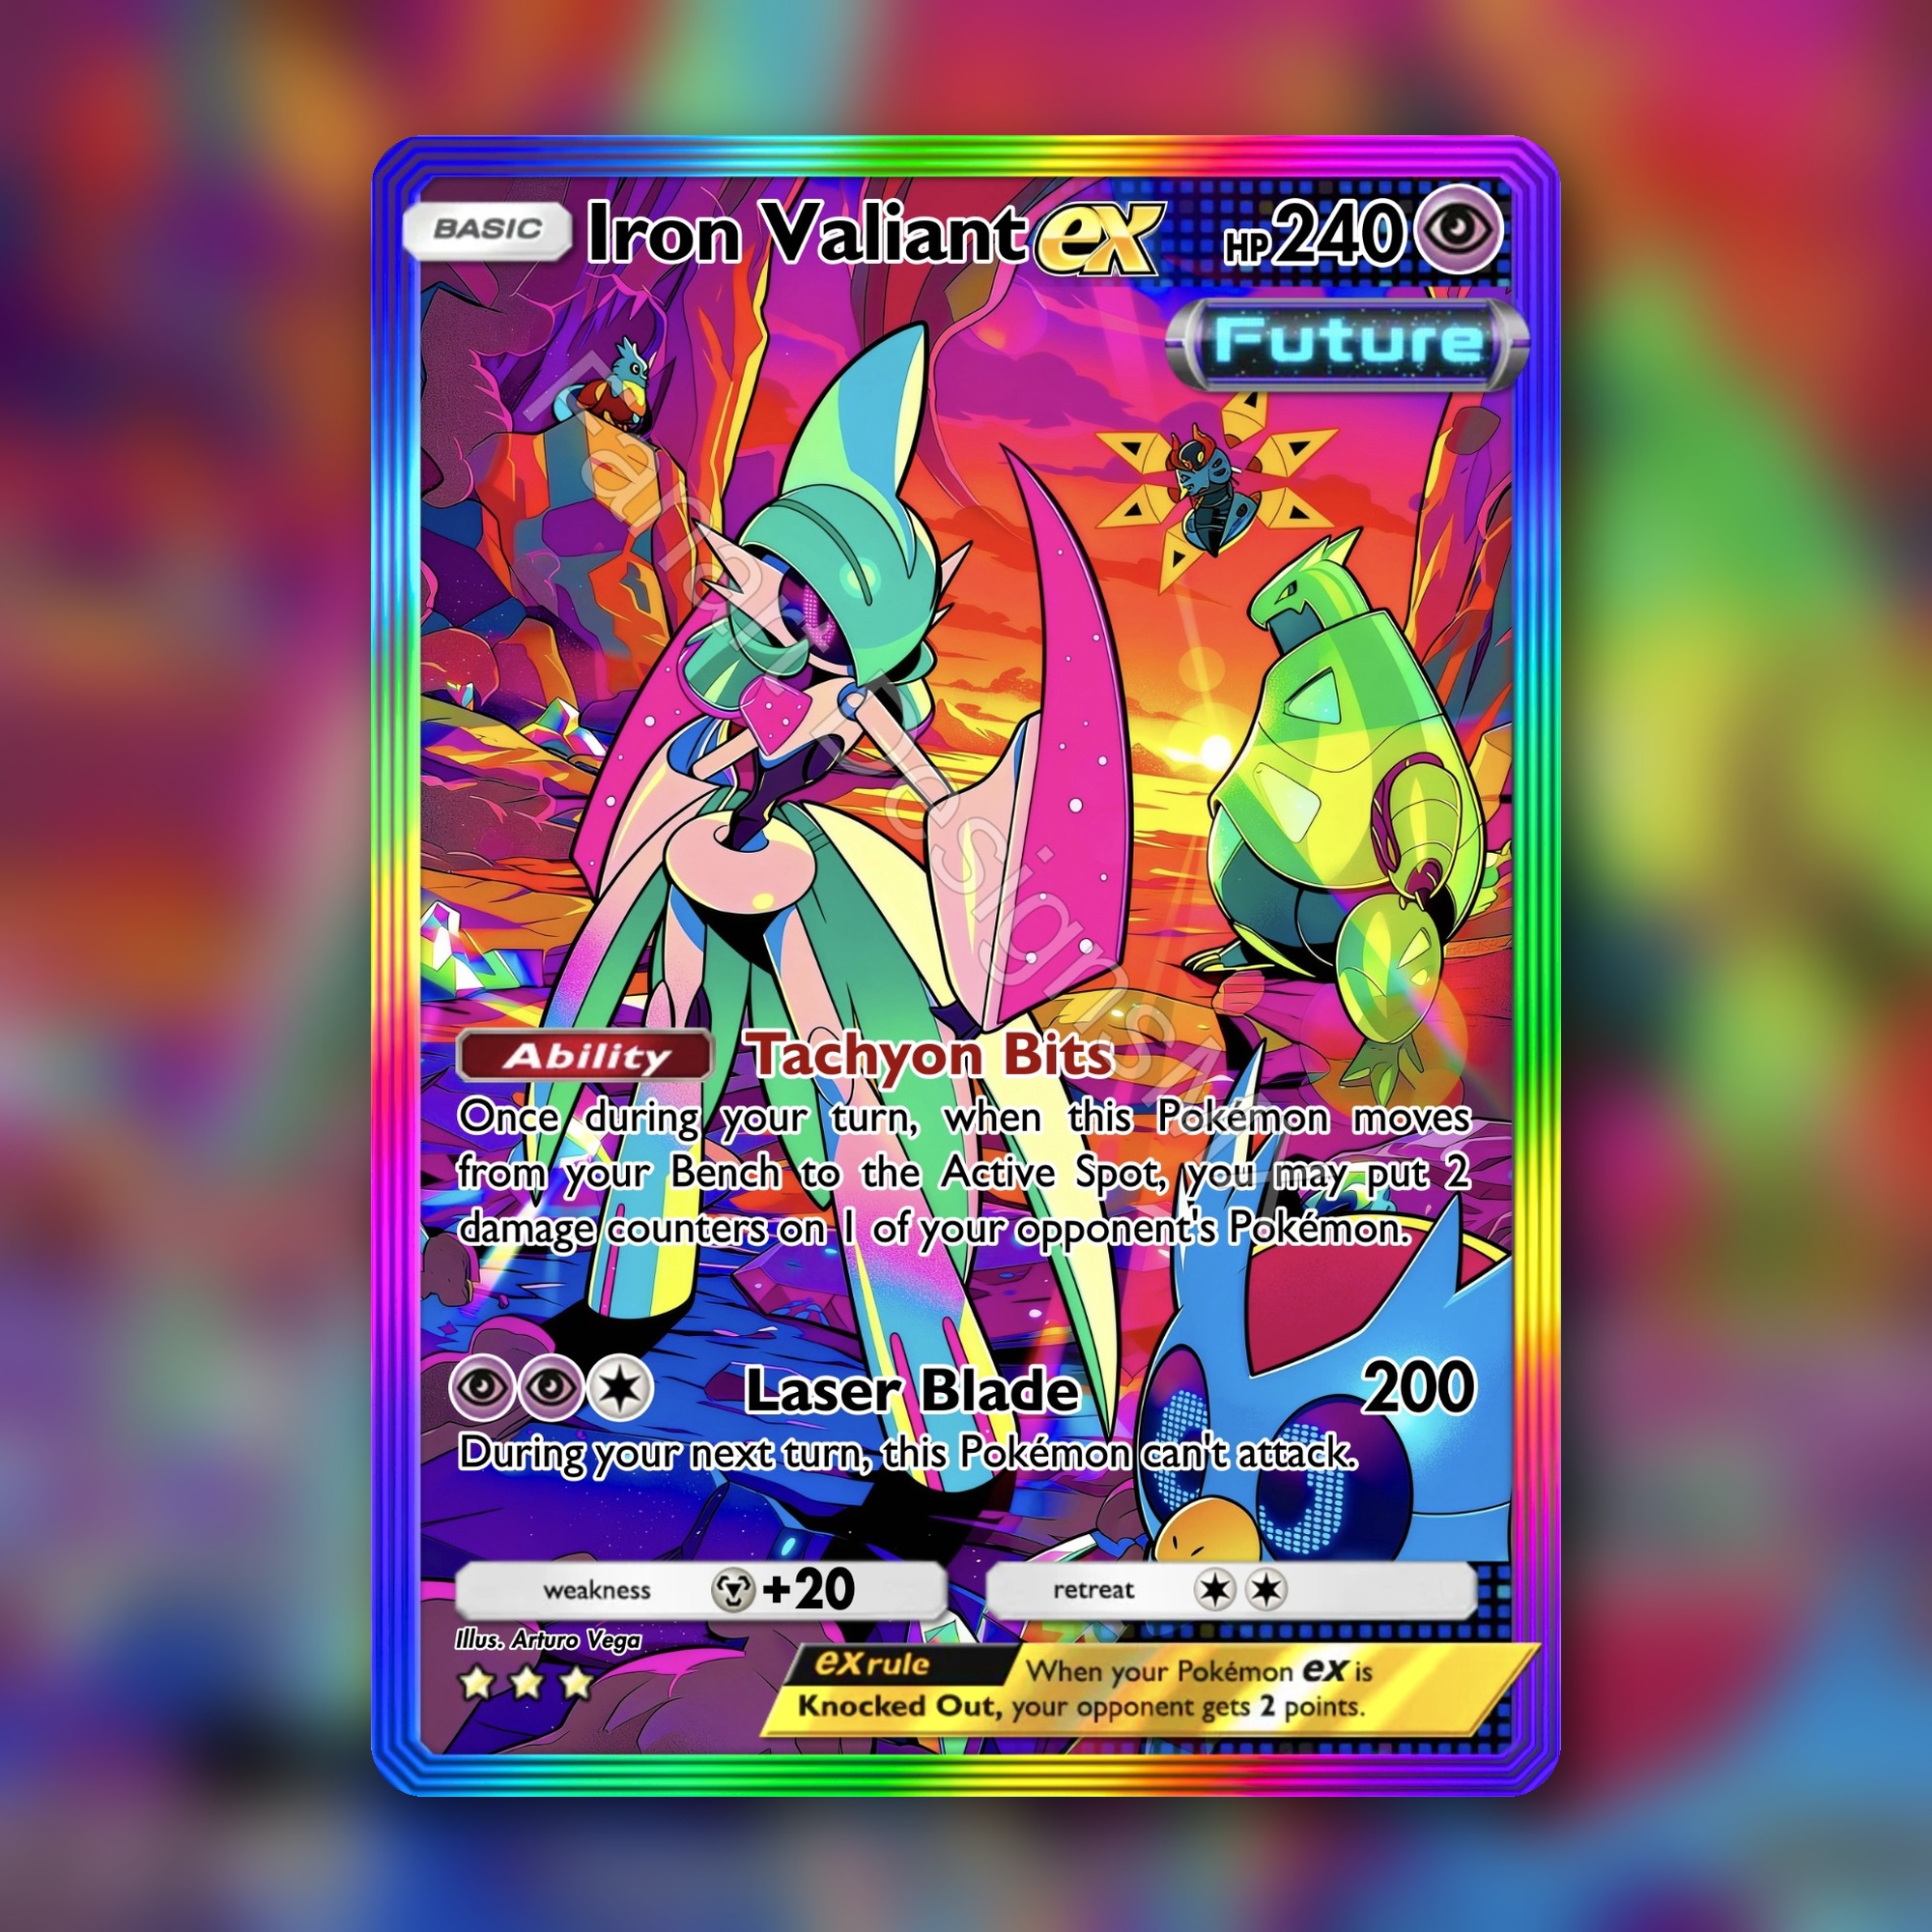 BASIC Iron Valiant ex HP 240
Future
Ability Tachyon Bits
Once during your turn, when this Pokémon moves
from your Bench to the Active Spot, you may put 2
damage counters on 1 of your opponent's Pokémon.
Laser Blade 200
During your next turn, this Pokémon can't attack.
weakness +20 retreat
Illus. Arturo Vega
ex rule When your Pokémon ex is
Knocked Out, your opponent gets 2 points.